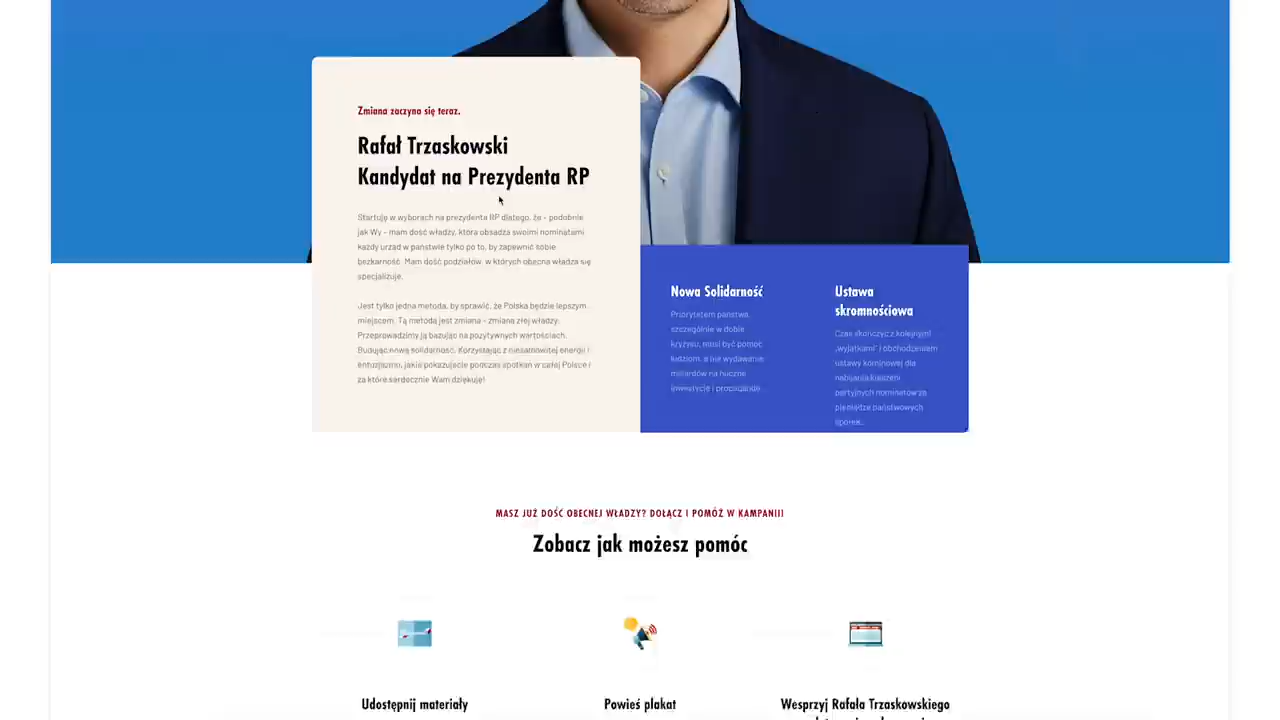 Zmiana zaczyna się teraz.
Rafał Trzaskowski
Kandydat na Prezydenta RP
Startuję w wyborach na prezydenta RP dlatego, że – podobnie
jak Wy – mam dość władzy, która obsadza swoimi nominatami
każdy urząd w państwie tylko po to, by zapewnić sobie
bezkarność. Mam dość podziałów, w których obecna władza się
specjalizuje.
Jest tylko jedna metoda, by sprawić, że Polska będzie lepszym
miejscem. Tą metodą jest zmiana – zmiana złej władzy.
Przeprowadzimy ją bazując na pozytywnych wartościach.
Budując nową solidarność. Korzystając z niesamowitej energii i
entuzjazmu, jakie pokazujecie podczas spotkań w całej Polsce i
za które serdecznie Wam dziękuję!
Nowa Solidarność
Priorytetem państwa,
szczególnie w dobie
kryzysu, musi być pomoc
ludziom, a nie wydawanie
miliardów na huczne
inwestycje i propagandę.
Ustawa
skromnościowa
Czas skończyć z kolejnymi
„wyjątkami” i obchodzeniem
ustawy kominowej dla
nabijania kieszeni
partyjnych nominatów za
pieniądze państwowych
spółek.
MASZ JUŻ DOŚĆ OBECNEJ WŁADZY? DOŁĄCZ I POMÓŻ W KAMPANII!
Zobacz jak możesz pomóc
Udostępnij materiały
Powieś plakat
Wesprzyj Rafała Trzaskowskiego